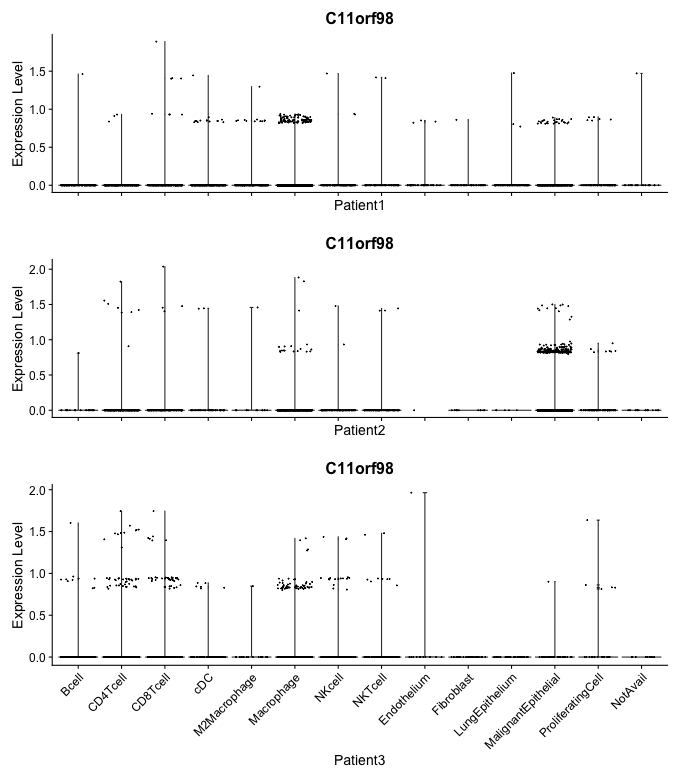 C11orf98
Expression Level
1.5
1.0
0.5
0.0
Patient1
C11orf98
Expression Level
2.0
1.5
1.0
0.5
0.0
Patient2
C11orf98
Expression Level
2.0
1.5
1.0
0.5
0.0
Bcell
CD4Tcell
CD8Tcell
cDC
M2Macrophage
Macrophage
NKcell
NKTcell
Endothelium
Fibroblast
LungEpithelium
MalignantEpithelial
ProliferatingCell
NotAvail
Patient3